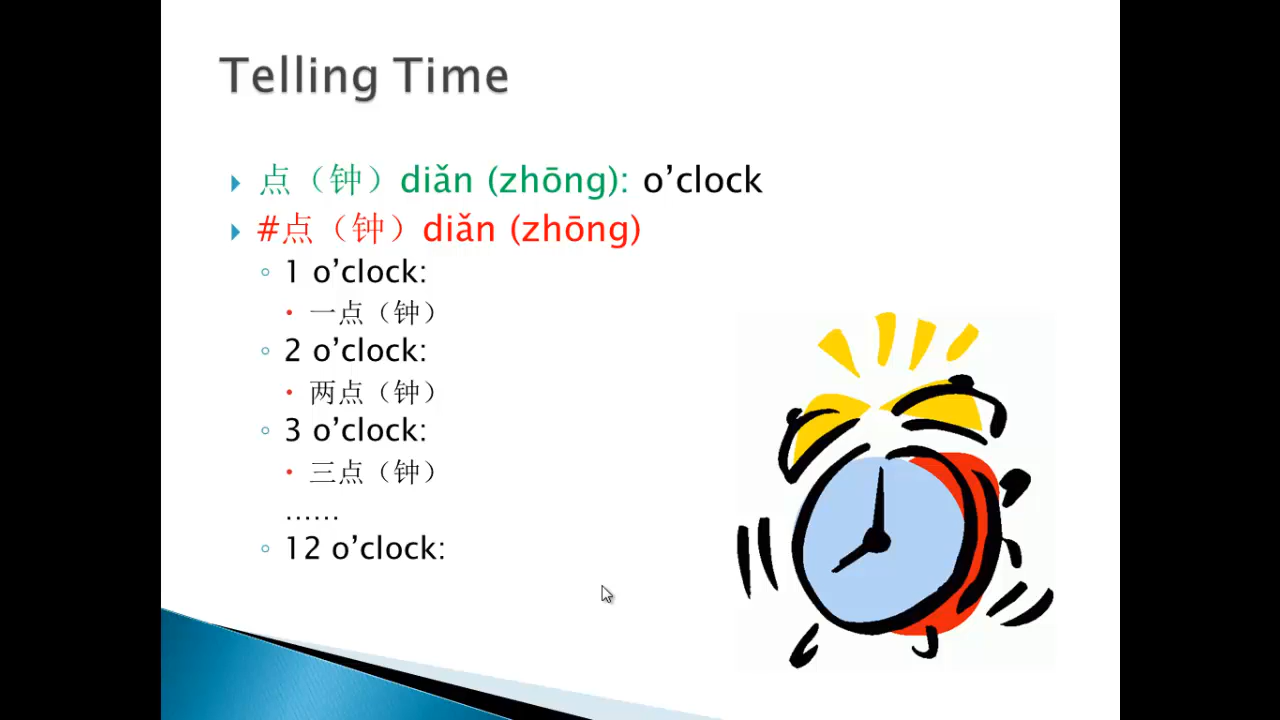 Telling Time
点（钟）diǎn (zhōng): o’clock
#点（钟）diǎn (zhōng)
1 o’clock:
一点（钟）
2 o’clock:
两点（钟）
3 o’clock:
三点（钟）
……
12 o’clock: